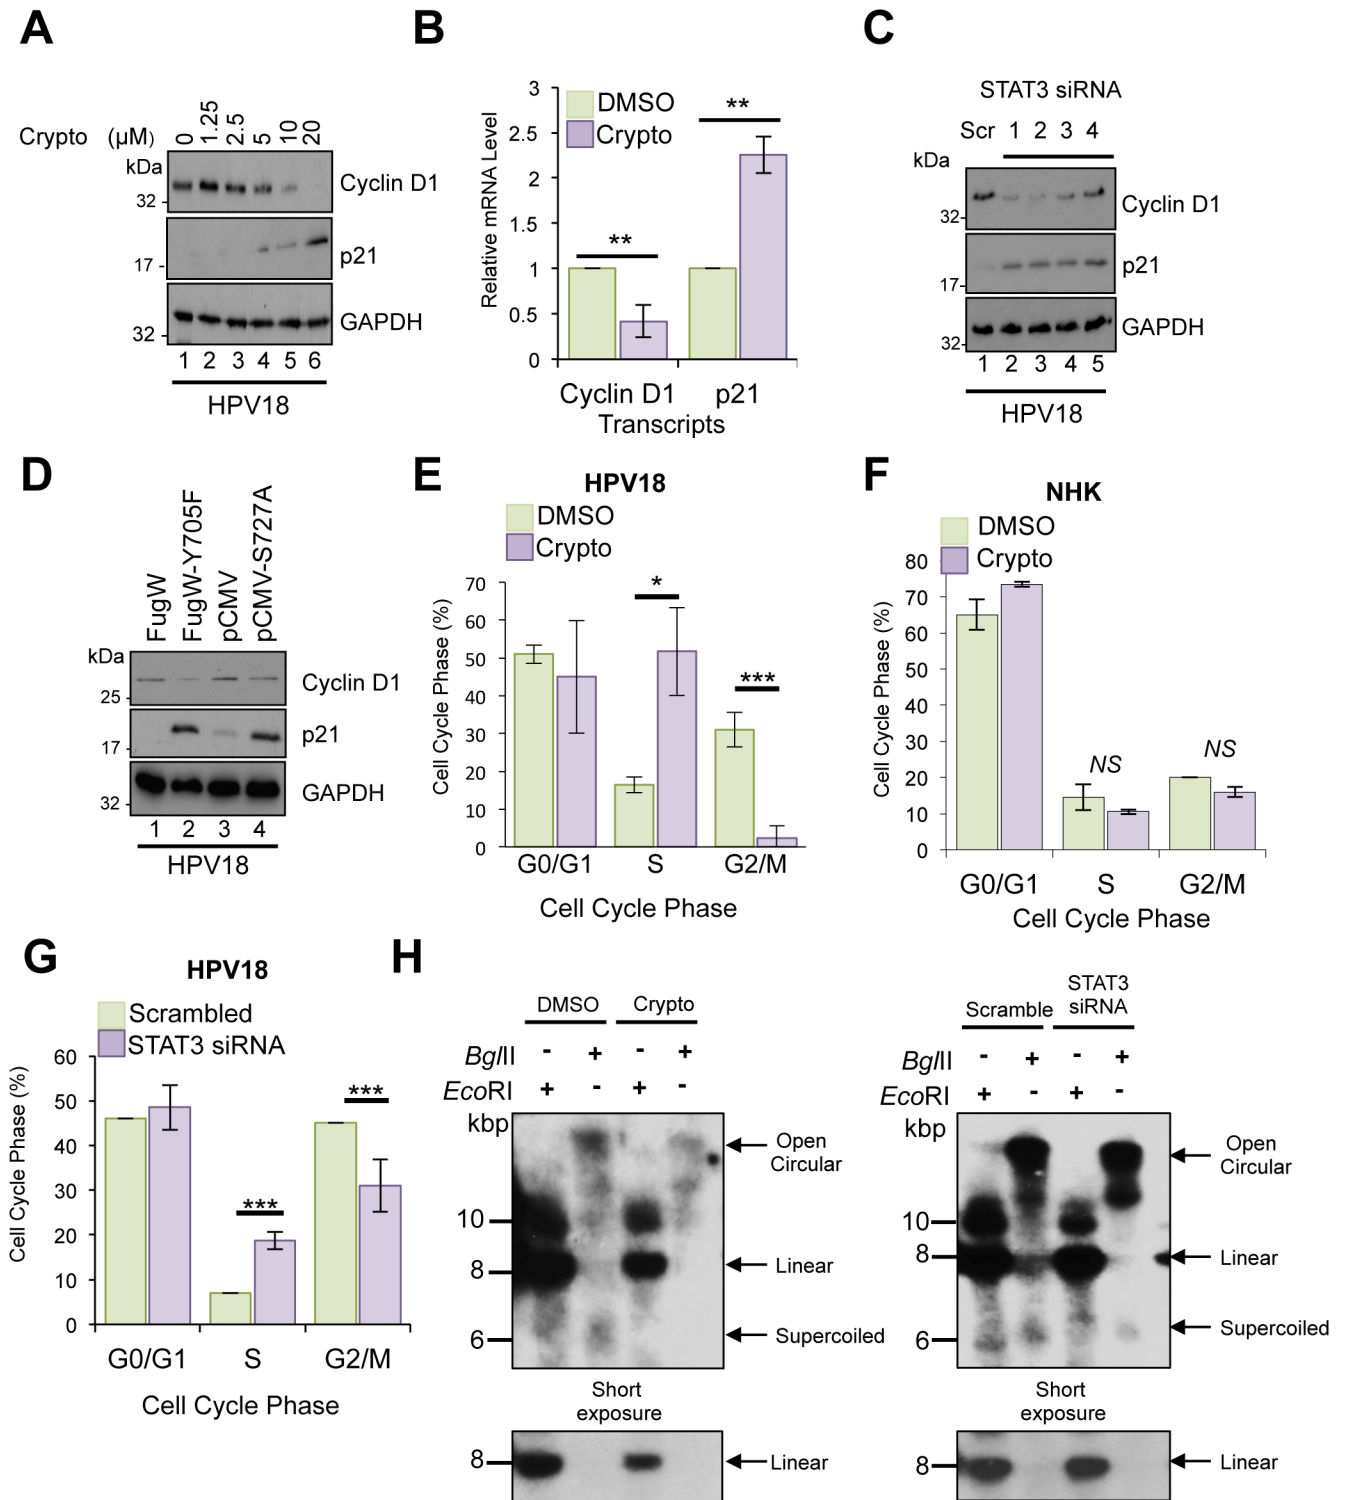 A
Crypto (µM) 0 1.25 2.5 5 10 20
kDa
32 -
Cyclin D1
17 -
p21
32 -
GAPDH
1 2 3 4 5 6
HPV18
B
DMSO
Crypto
Relative mRNA Level
3
2.5
2
1.5
1
0.5
0
**
**
Cyclin D1 p21
Transcripts
C
STAT3 siRNA
Scr 1 2 3 4
kDa
32-
Cyclin D1
17-
p21
32-
GAPDH
1 2 3 4 5
HPV18
D
FugW FugW-Y705F pCMV pCMV-S727A
kDa
25 -
Cyclin D1
17 -
p21
32 -
GAPDH
1 2 3 4
HPV18
E
HPV18
DMSO
Crypto
Cell Cycle Phase (%)
70
60
50
40
30
20
10
0
*
***
G0/G1 S G2/M
Cell Cycle Phase
F
NHK
DMSO
Crypto
Cell Cycle Phase (%)
80
70
60
50
40
30
20
10
0
NS
NS
G0/G1 S G2/M
Cell Cycle Phase
G
HPV18
Scrambled
STAT3 siRNA
Cell Cycle Phase (%)
60
50
40
30
20
10
0
***
***
G0/G1 S G2/M
Cell Cycle Phase
H
DMSO Crypto
BglII - + - +
EcoRI + - + -
kbp
10
8
6
Open
Circular
Linear
Supercoiled
Short
exposure
8
Linear
Scramble STAT3
siRNA
BglII - + - +
EcoRI + - + -
kbp
10
8
6
Open
Circular
Linear
Supercoiled
Short
exposure
8
Linear